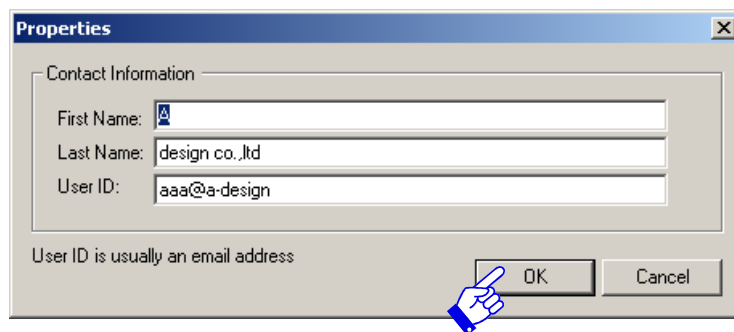 Properties
Contact Information
First Name: A
Last Name: design co.,ltd
User ID: aaa@a-design
User ID is usually an email address
OK Cancel